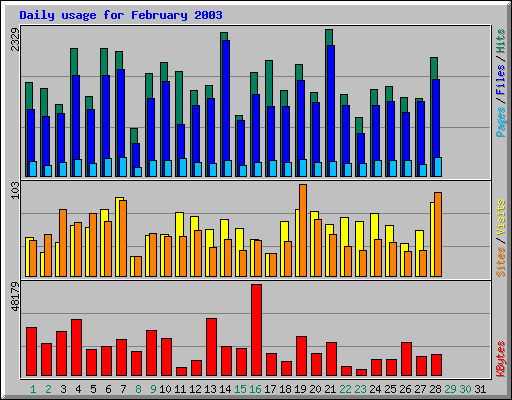 Daily usage for February 2003
2329
Pages / Files / Hits
103
Sites / Visits
48179
KBytes
1 2 3 4 5 6 7 8 9 10 11 12 13 14 15 16 17 18 19 20 21 22 23 24 25 26 27 28 29 30 31